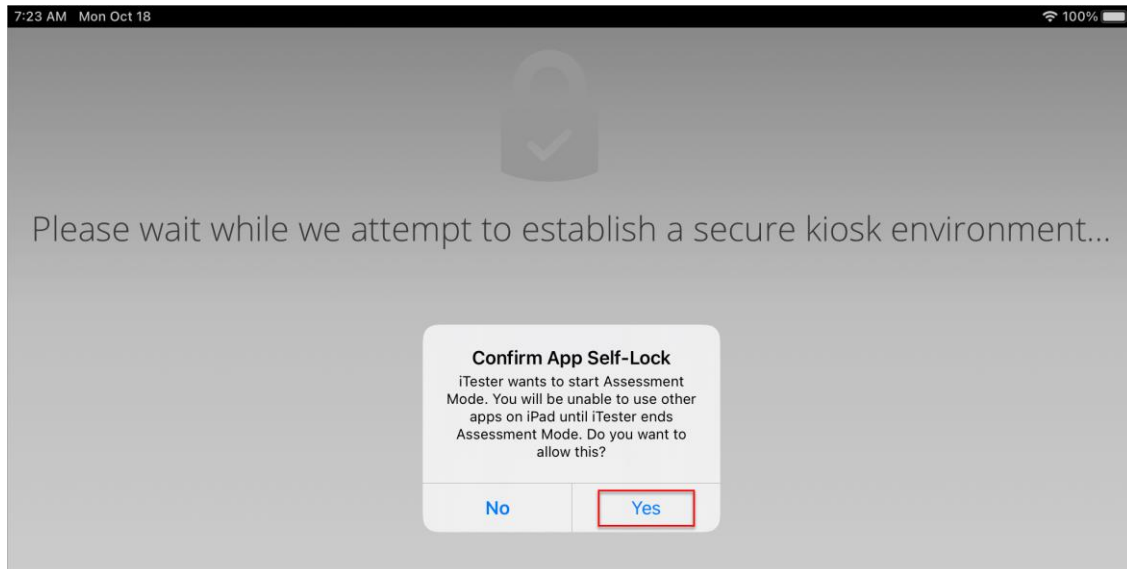 7:23 AM Mon Oct 18
100%
Please wait while we attempt to establish a secure kiosk environment...
Confirm App Self-Lock
iTester wants to start Assessment
Mode. You will be unable to use other
apps on iPad until iTester ends
Assessment Mode. Do you want to
allow this?
No
Yes